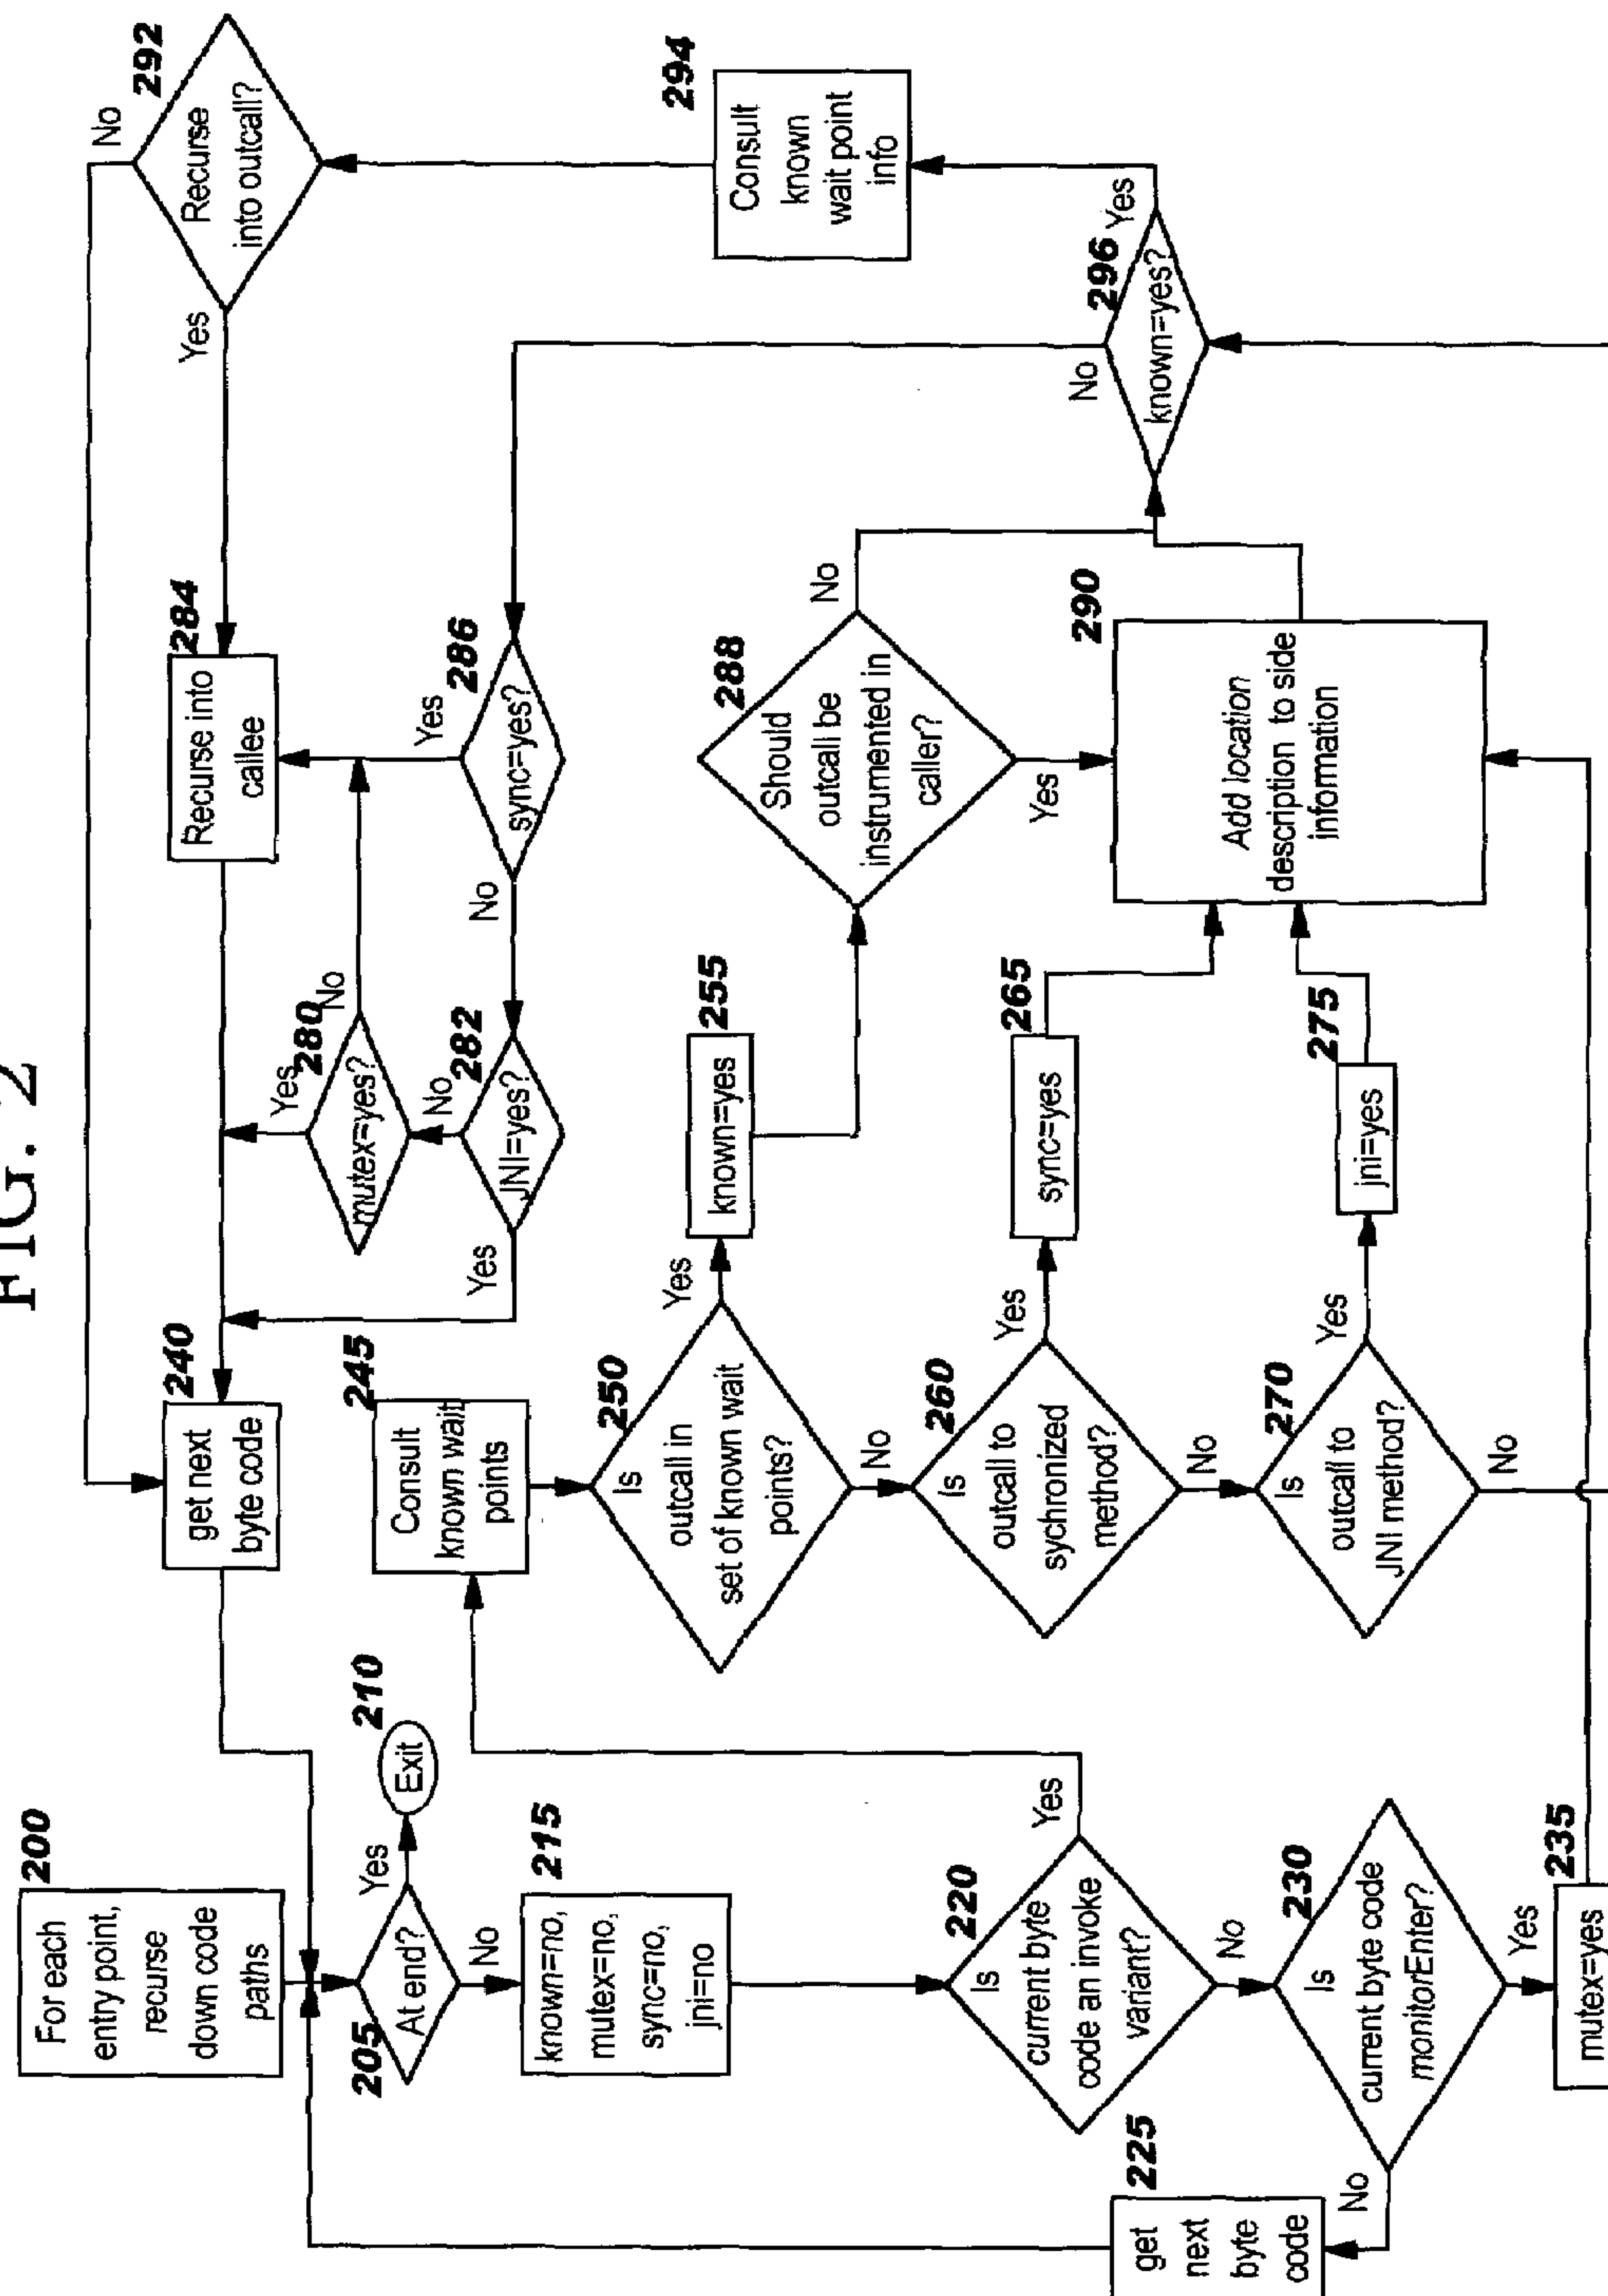 FIG. 2
200
For each
entry point,
recurse
down code
paths
205
At end?
Yes
210
Exit
No
215
known=no,
mutex=no,
sync=no,
jni=no
220
Is
current byte
code an invoke
variant?
Yes
No
230
Is
current byte code
monitorEnter?
No
225
get
next
byte
code
Yes
235
mutex=yes
240
get next
byte code
245
Consult
known wait
points
250
Is
outcall in
set of known wait
points?
Yes
255
known=yes
No
260
Is
outcall to
sychronized
method?
Yes
265
sync=yes
No
270
Is
outcall to
JNI method?
Yes
275
jni=yes
No
280
mutex=yes?
Yes
No
282
JNI=yes?
No
Yes
284
Recurse into
callee
286
sync=yes?
Yes
No
288
Should
outcall be
instrumented in
caller?
No
Yes
290
Add location
description to side
information
292
Recurse
into outcall?
No
Yes
294
Consult
known
wait point
info
296
known=yes?
Yes
No